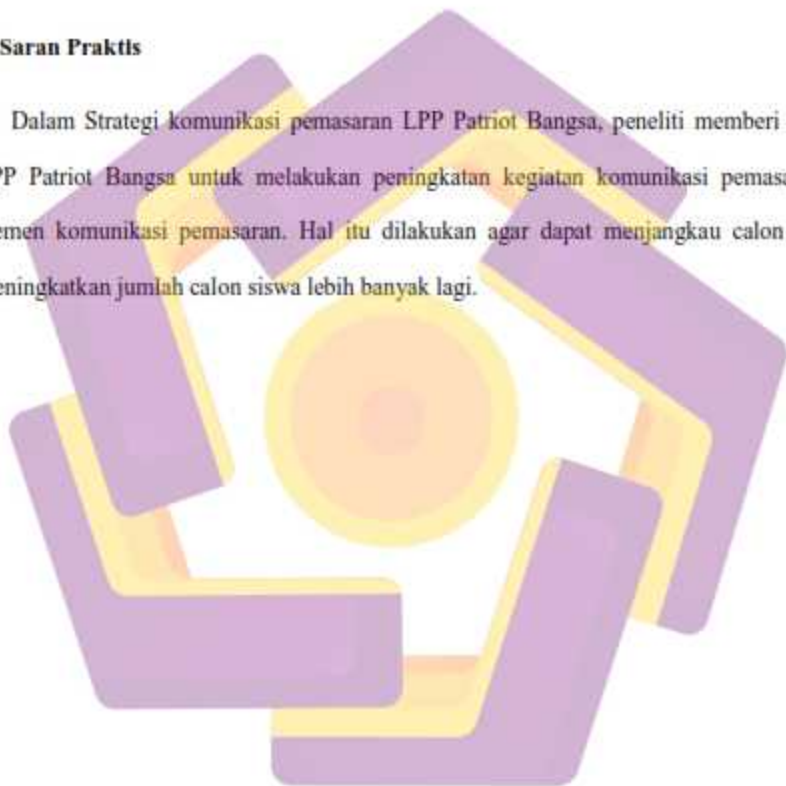 Saran Praktis
Dalam Strategi komunikasi pemasaran LPP Patriot Bangsa, peneliti memberi
PP Patriot Bangsa untuk melakukan peningkatan kegiatan komunikasi pemasa
emen komunikasi pemasaran. Hal itu dilakukan agar dapat menjangkau calon
eningkatkan jumlah calon siswa lebih banyak lagi.